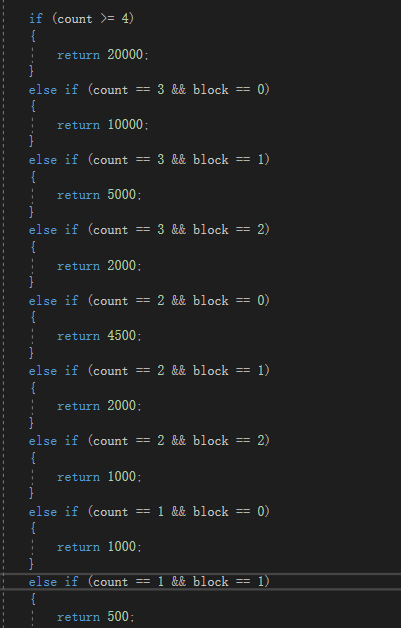 if (count >= 4)
{
return 20000;
}
else if (count == 3 && block == 0)
{
return 10000;
}
else if (count == 3 && block == 1)
{
return 5000;
}
else if (count == 3 && block == 2)
{
return 2000;
}
else if (count == 2 && block == 0)
{
return 4500;
}
else if (count == 2 && block == 1)
{
return 2000;
}
else if (count == 2 && block == 2)
{
return 1000;
}
else if (count == 1 && block == 0)
{
return 1000;
}
else if (count == 1 && block == 1)
{
return 500;